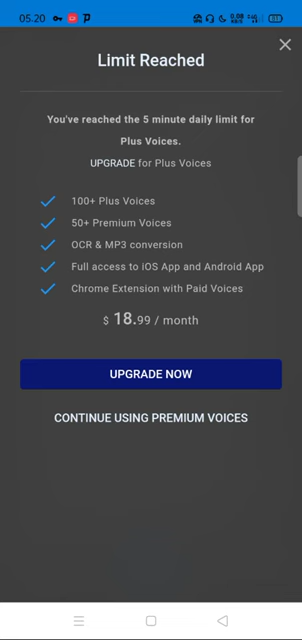 05.20
Limit Reached
You've reached the 5 minute daily limit for
Plus Voices.
UPGRADE for Plus Voices
100+ Plus Voices
50+ Premium Voices
OCR & MP3 conversion
Full access to iOS App and Android App
Chrome Extension with Paid Voices
$ 18.99 / month
UPGRADE NOW
CONTINUE USING PREMIUM VOICES